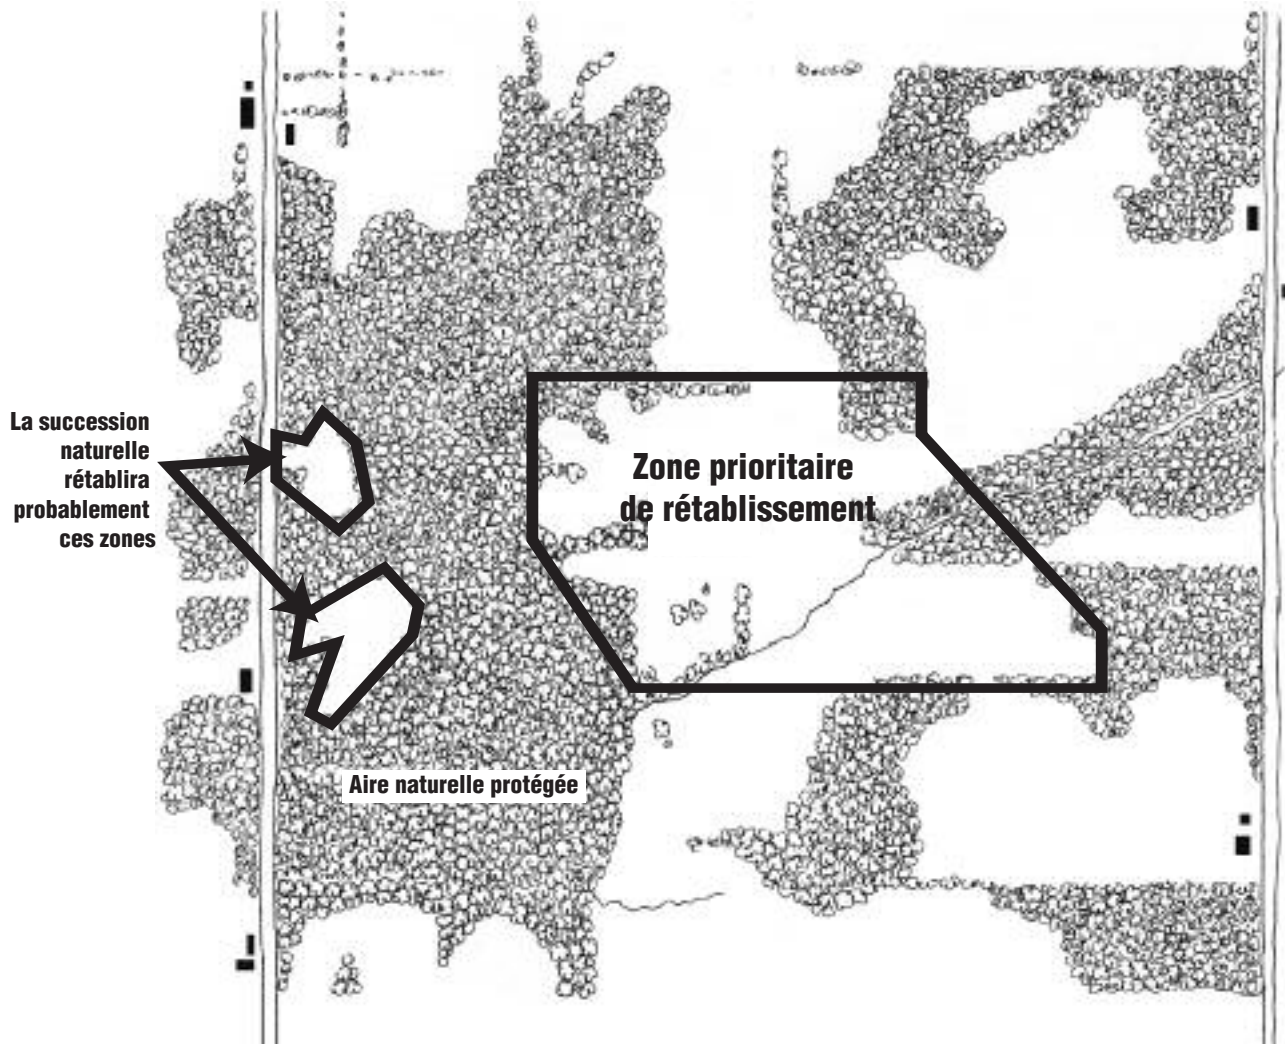 La succession
naturelle
rétablira
probablement
ces zones
Zone prioritaire
de rétablissement
Aire naturelle protégée